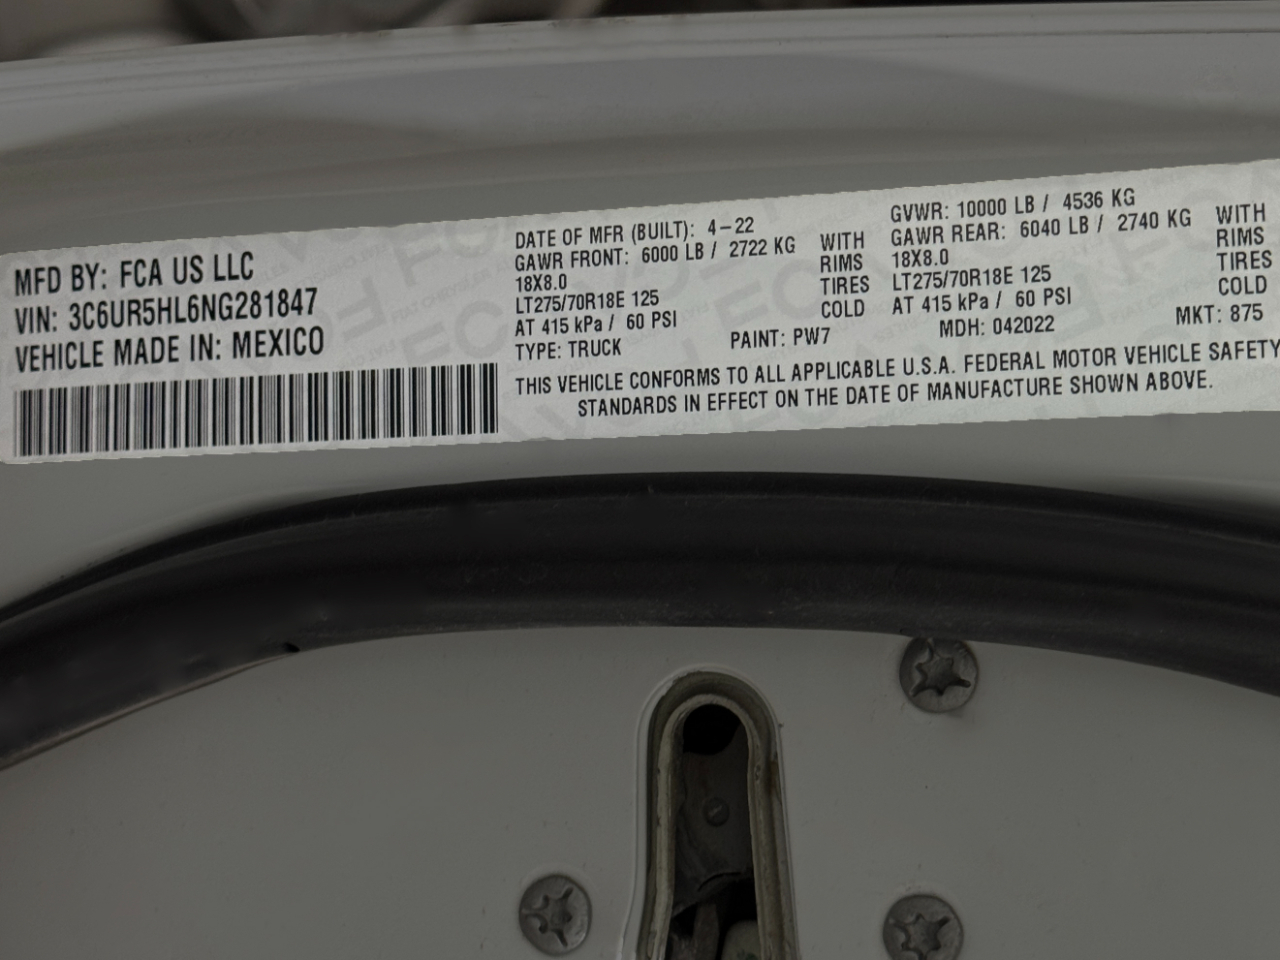 MFD BY: FCA US LLC
VIN: 3C6UR5HL6NG281847
VEHICLE MADE IN: MEXICO
DATE OF MFR (BUILT): 4-22
GAWR FRONT: 6000 LB / 2722 KG WITH
18X8.0 RIMS
LT275/70R18E 125 TIRES
AT 415 kPa / 60 PSI COLD
TYPE: TRUCK PAINT: PW7
GVWR: 10000 LB / 4536 KG
GAWR REAR: 6040 LB / 2740 KG WITH
18X8.0 RIMS
LT275/70R18E 125 TIRES
AT 415 kPa / 60 PSI COLD
MDH: 042022 MKT: 875
THIS VEHICLE CONFORMS TO ALL APPLICABLE U.S.A. FEDERAL MOTOR VEHICLE SAFETY
STANDARDS IN EFFECT ON THE DATE OF MANUFACTURE SHOWN ABOVE.